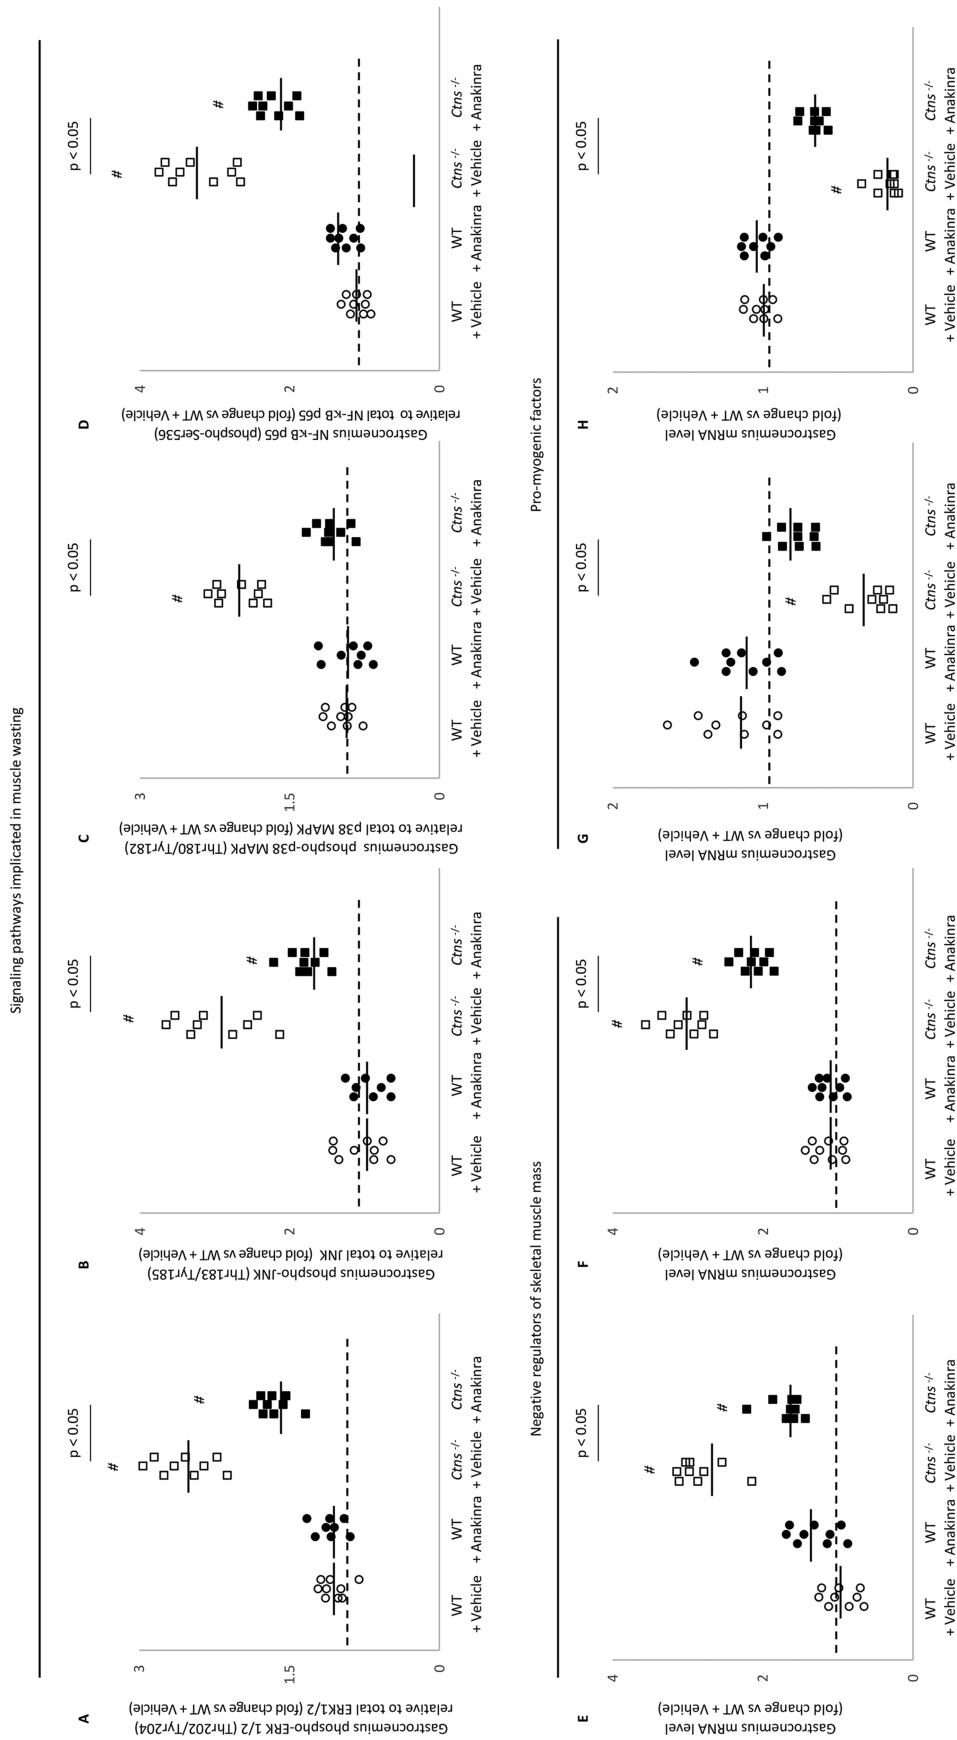 Signaling pathways implicated in muscle wasting
A
Gastrocnemius phospho-ERK 1/2 (Thr202/Tyr204)
relative to total ERK1/2 (fold change vs WT + Vehicle)
3
1.5
0
p < 0.05
#
#
WT WT Ctns -/- Ctns -/-
+ Vehicle + Anakinra + Vehicle + Anakinra
B
Gastrocnemius phospho-JNK (Thr183/Tyr185)
relative to total JNK (fold change vs WT + Vehicle)
4
2
0
p < 0.05
#
#
WT WT Ctns -/- Ctns -/-
+ Vehicle + Anakinra + Vehicle + Anakinra
C
Gastrocnemius phospho-p38 MAPK (Thr180/Tyr182)
relative to total p38 MAPK (fold change vs WT + Vehicle)
3
1.5
0
p < 0.05
#
WT WT Ctns -/- Ctns -/-
+ Vehicle + Anakinra + Vehicle + Anakinra
D
Gastrocnemius NF-κB p65 (phospho-Ser536)
relative to total NF-κB p65 (fold change vs WT + Vehicle)
4
2
0
p < 0.05
#
#
WT WT Ctns -/- Ctns -/-
+ Vehicle + Anakinra + Vehicle + Anakinra
Negative regulators of skeletal muscle mass
E
Gastrocnemius mRNA level
(fold change vs WT + Vehicle)
4
2
0
p < 0.05
#
#
WT WT Ctns -/- Ctns -/-
+ Vehicle + Anakinra + Vehicle + Anakinra
F
Gastrocnemius mRNA level
(fold change vs WT + Vehicle)
4
2
0
p < 0.05
#
#
WT WT Ctns -/- Ctns -/-
+ Vehicle + Anakinra + Vehicle + Anakinra
Pro-myogenic factors
G
Gastrocnemius mRNA level
(fold change vs WT + Vehicle)
2
1
0
p < 0.05
#
WT WT Ctns -/- Ctns -/-
+ Vehicle + Anakinra + Vehicle + Anakinra
H
Gastrocnemius mRNA level
(fold change vs WT + Vehicle)
2
1
0
p < 0.05
#
WT WT Ctns -/- Ctns -/-
+ Vehicle + Anakinra + Vehicle + Anakinra